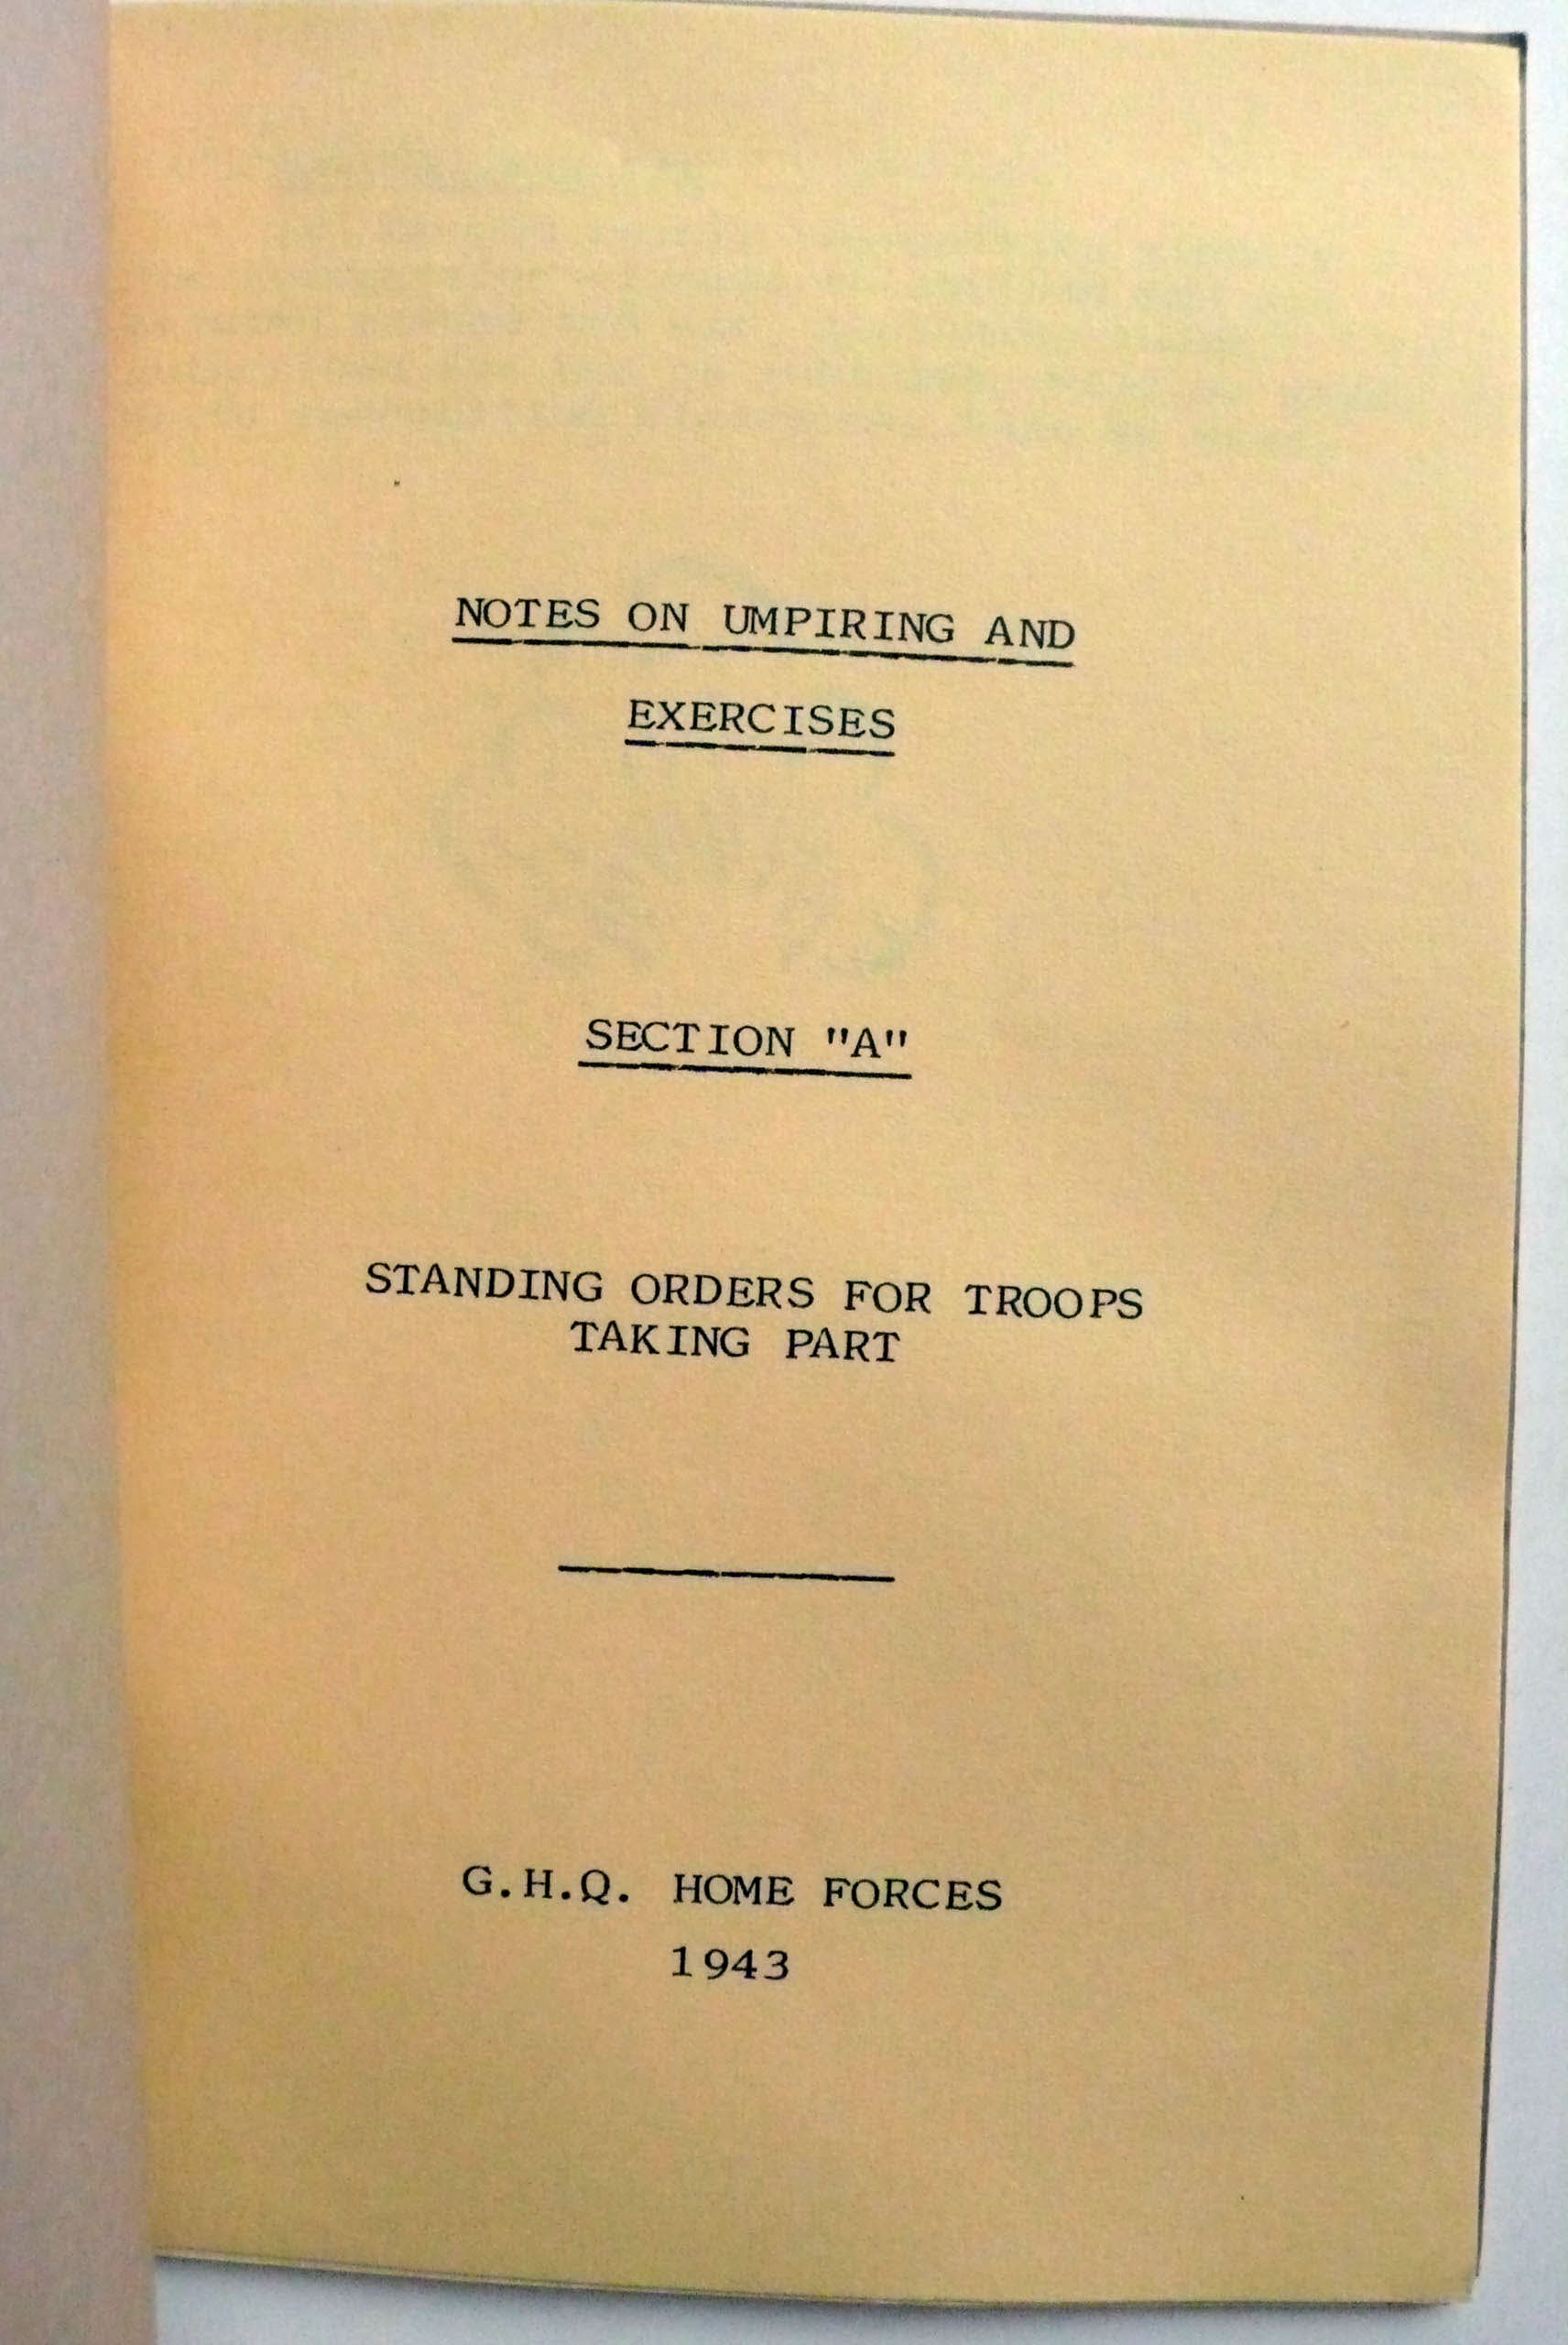 NOTES ON UMPIRING AND
EXERCISES
SECTION "A"
STANDING ORDERS FOR TROOPS
TAKING PART
G.H.Q. HOME FORCES
1943